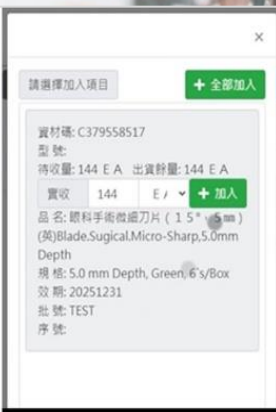 ×
請選擇加入項目
+ 全部加入
資材碼: C379558517
型 號:
待收量: 144 E A 出貨餘量: 144 E A
實收 144 E / + 加入
品 名: 眼科手術微細刀片 ( 1 5 ° , 5 ㎜ )
(英)Blade,Sugical,Micro-Sharp,5.0mm
Depth
規 格: 5.0 mm Depth, Green, 6`s/Box
效 期: 20251231
批 號: TEST
序 號: